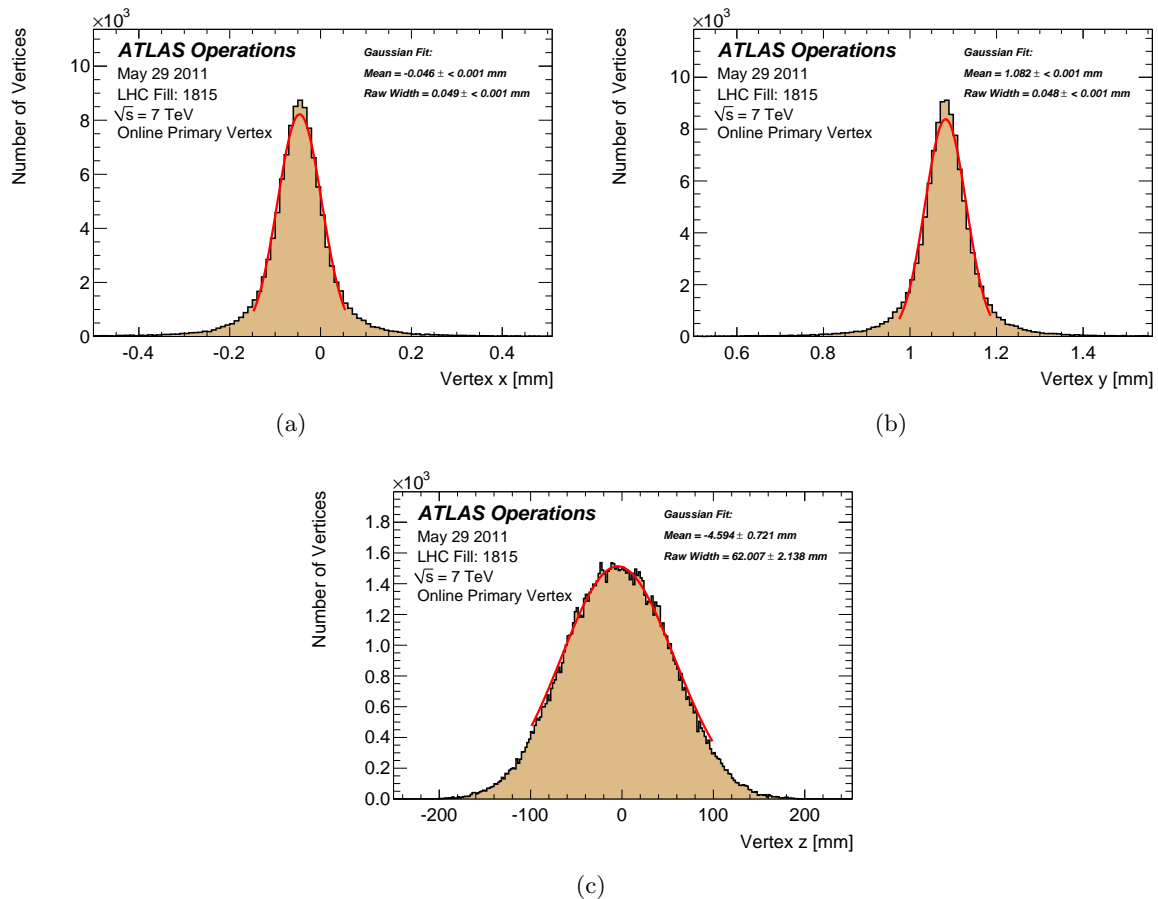 ×10³
Number of Vertices
ATLAS Operations
May 29 2011
LHC Fill: 1815
√s = 7 TeV
Online Primary Vertex
Gaussian Fit:
Mean = -0.046 ± < 0.001 mm
Raw Width = 0.049 ± < 0.001 mm
10
8
6
4
2
0
-0.4 -0.2 0 0.2 0.4
Vertex x [mm]
(a)
×10³
Number of Vertices
ATLAS Operations
May 29 2011
LHC Fill: 1815
√s = 7 TeV
Online Primary Vertex
Gaussian Fit:
Mean = 1.082 ± < 0.001 mm
Raw Width = 0.048 ± < 0.001 mm
10
8
6
4
2
0
0.6 0.8 1 1.2 1.4
Vertex y [mm]
(b)
×10³
Number of Vertices
ATLAS Operations
May 29 2011
LHC Fill: 1815
√s = 7 TeV
Online Primary Vertex
Gaussian Fit:
Mean = -4.594 ± 0.721 mm
Raw Width = 62.007 ± 2.138 mm
1.8
1.6
1.4
1.2
1.0
0.8
0.6
0.4
0.2
0.0
-200 -100 0 100 200
Vertex z [mm]
(c)